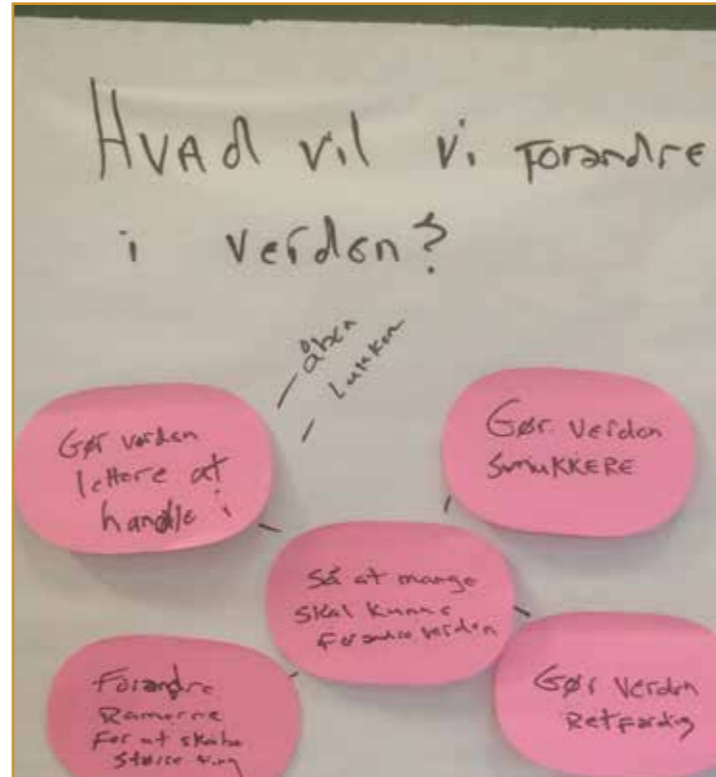 HVAd vil vi forandre
i verden?
åben
lukken
Gør verden
lettere at
handle i
Gør verden
SmuKKERE
Så at mange
skal kunne
forandre verden
Forandre
Ramerne
for at skabe
større ting
Gør verden
Retfærdig